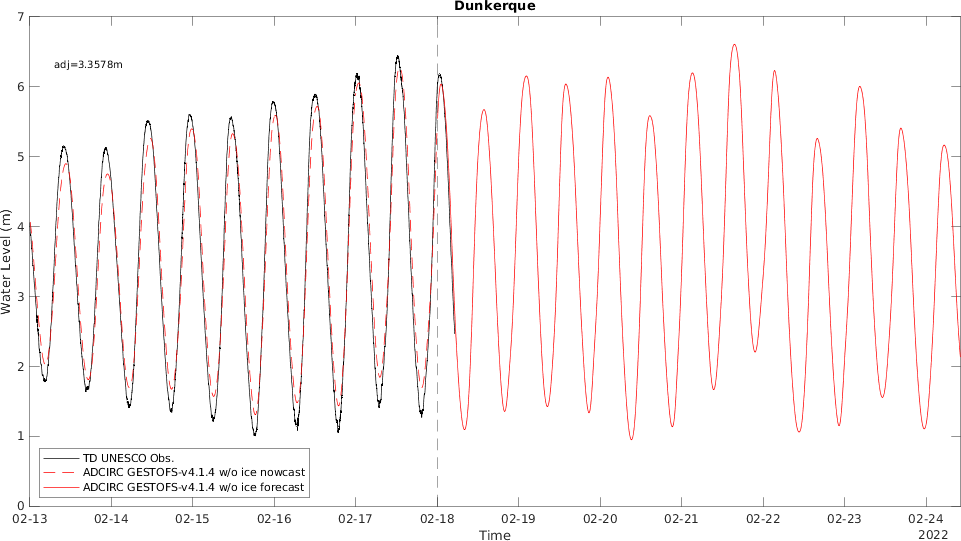 Dunkerque
7
adj=3.3578m
6
5
4
Water Level (m)
3
2
1
TD UNESCO Obs.
ADCIRC GESTOFS-v4.1.4 w/o ice nowcast
ADCIRC GESTOFS-v4.1.4 w/o ice forecast
0
02-13 02-14 02-15 02-16 02-17 02-18 02-19 02-20 02-21 02-22 02-23 02-24
Time
2022